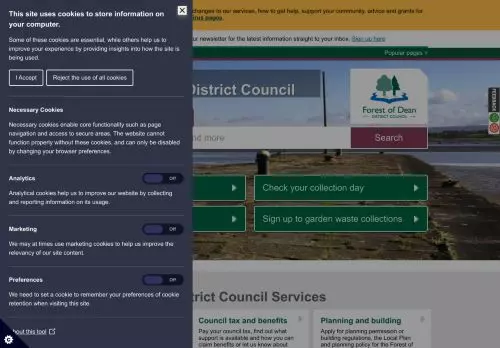 This site uses cookies to store information on
your computer.
Some of these cookies are essential, while others help us to
improve your experience by providing insights into how the site is
being used.
I Accept
Reject the use of all cookies
Necessary Cookies
Necessary cookies enable core functionality such as page
navigation and access to secure areas. The website cannot
function properly without these cookies, and can only be disabled
by changing your browser preferences.
Analytics
Off
Analytical cookies help us to improve our website by collecting
and reporting information on its usage.
Marketing
Off
We may at times use marketing cookies to help us improve the
relevancy of our site content.
Preferences
Off
We need to set a cookie to remember your preferences of cookie
retention when visiting this site.
About this tool
changes to our services, how to get help, support your community, advice and grants for
pages.
our newsletter for the latest information straight to your inbox. Sign up here
Popular pages
District Council
Forest of Dean
DISTRICT COUNCIL
FEEDBACK
and more
Search
Check your collection day
Sign up to garden waste collections
District Council Services
Council tax and benefits
Pay your council tax, find out what
support is available and how you can
claim benefits or let us know about
Planning and building
Apply for planning permission or
building regulations, the Local Plan
and planning policy for the Forest of